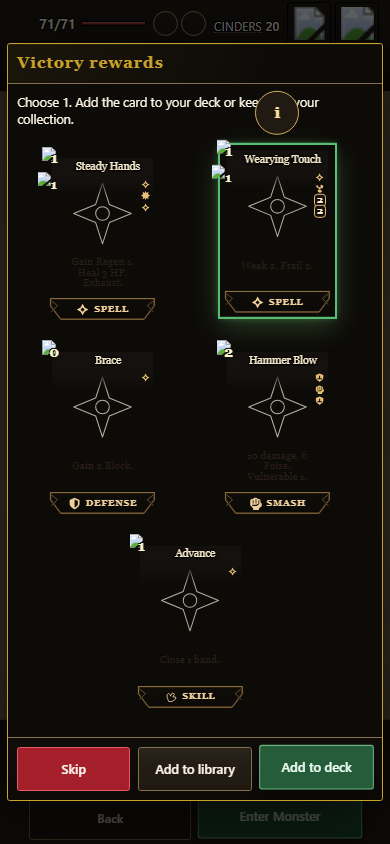 71/71
CINDERS 20
Victory rewards
Choose 1. Add the card to your deck or
your
collection.
i
1
Steady Hands
1
Gain Regen 1.
Heal 3 HP.
Exhaust.
SPELL
1
Wearying Touch
1
2
2
Weak 2, Frail 2.
SPELL
0
Brace
Gain 2 Block.
DEFENSE
2
Hammer Blow
10 damage, 6
Poise.
Vulnerable 1.
SMASH
1
Advance
Close 1 band.
SKILL
Skip
Add to library
Add to deck
Back
Enter Monster